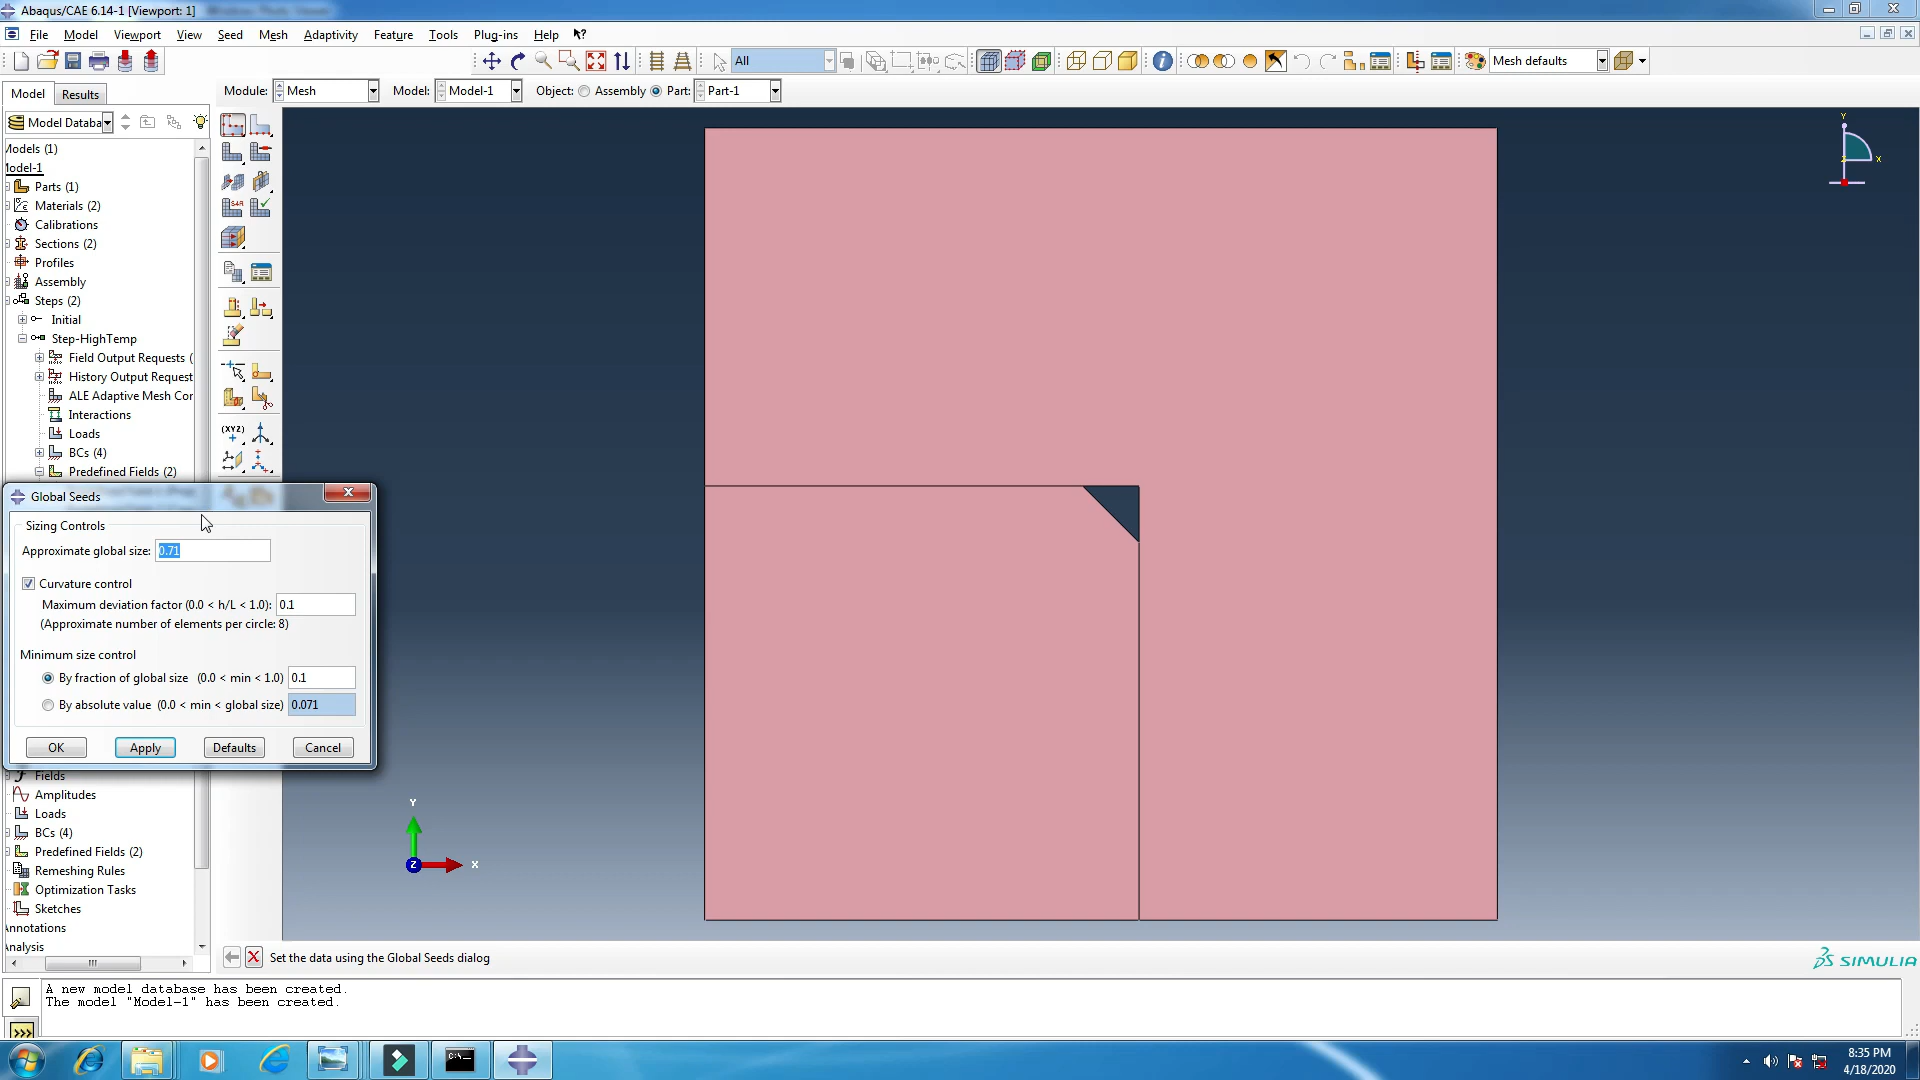 Abaqus/CAE 6.14-1 [Viewport: 1]
File Model Viewport View Seed Mesh Adaptivity Feature Tools Plug-ins Help
All
Mesh defaults
Model Results
Module: Mesh Model: Model-1 Object: Assembly Part: Part-1
Model Databa
Models (1)
Model-1
Parts (1)
Materials (2)
Calibrations
Sections (2)
Profiles
Assembly
Steps (2)
Initial
Step-HighTemp
Field Output Requests (
History Output Request
ALE Adaptive Mesh Cor
Interactions
Loads
BCs (4)
Predefined Fields (2)
Global Seeds
Sizing Controls
Approximate global size: 0.71
Curvature control
Maximum deviation factor (0.0 < h/L < 1.0): 0.1
(Approximate number of elements per circle: 8)
Minimum size control
By fraction of global size (0.0 < min < 1.0) 0.1
By absolute value (0.0 < min < global size) 0.071
OK Apply Defaults Cancel
Fields
Amplitudes
Loads
BCs (4)
Predefined Fields (2)
Remeshing Rules
Optimization Tasks
Sketches
Annotations
Analysis
S4R
(XYZ)
Y
X
Z
Y
X
Z
Set the data using the Global Seeds dialog
SIMULIA
A new model database has been created.
The model "Model-1" has been created.
>>>
C:\.
8:35 PM
4/18/2020